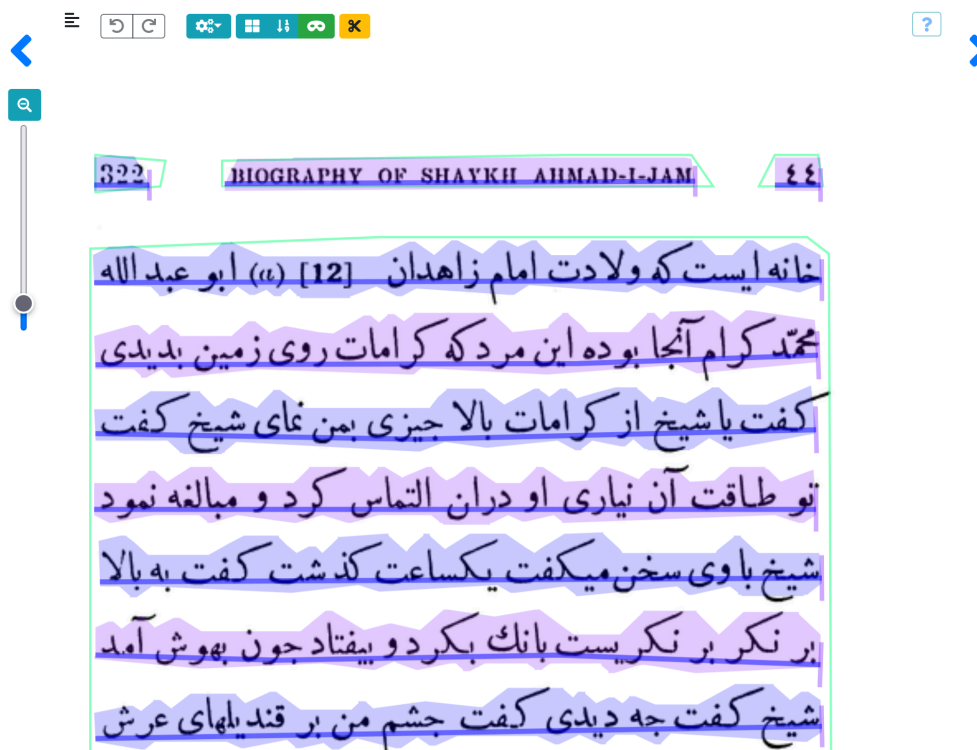 322 BIOGRAPHY OF SHAYKH AHMAD-I-JAM ٤٤
خانه ایست که ولادت امام زاهدان [12] (a) ابو عبد الله
محمّد کرام آنجا بوده این مرد که کرامات روی زمین بدیدی
کفت یا شیخ از کرامات بالا جیزی بمن نمای شیخ کفت
تو طاقت آن نیاری او دران التماس کرد و مبالغه نمود
شیخ با وی سخن میکفت یکساعت کذشت کفت به بالا
بر نکر بر نکریست بانك بکرد و بیفتاد جون بهوش آمد
شیخ کفت جه دیدی کفت جشم من بر قندیلهای عرش